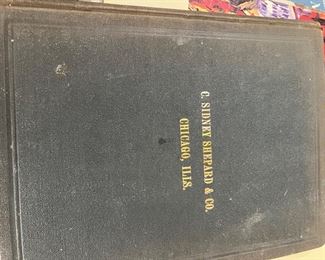 C. SIDNEY SHEPARD & CO.
CHICAGO, ILLS.